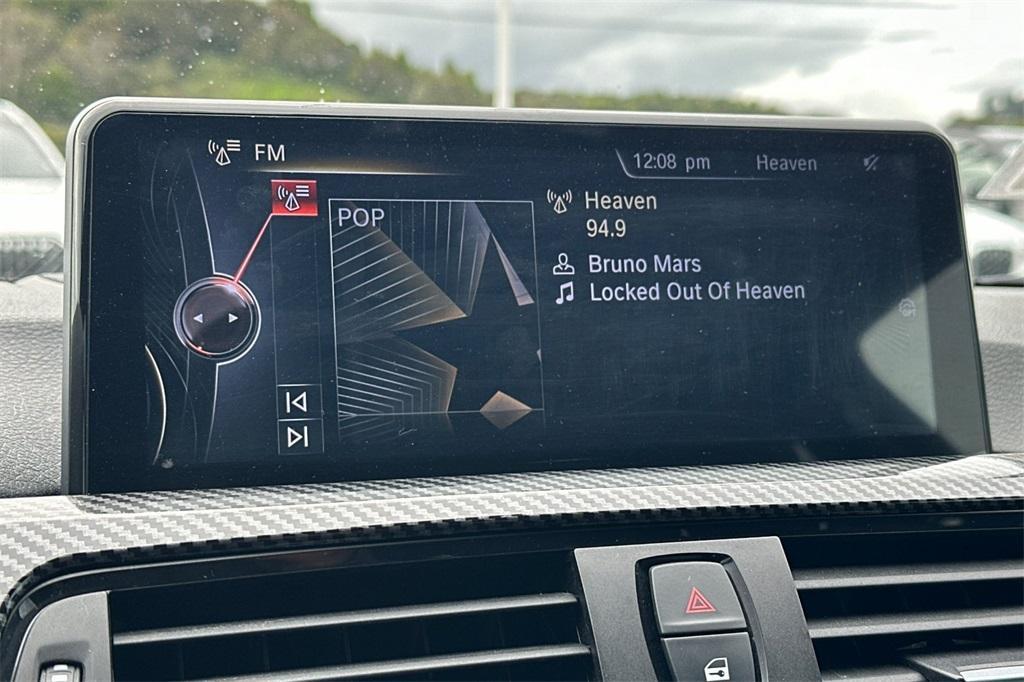 FM
12:08 pm
Heaven
POP
Heaven
94.9
Bruno Mars
Locked Out Of Heaven